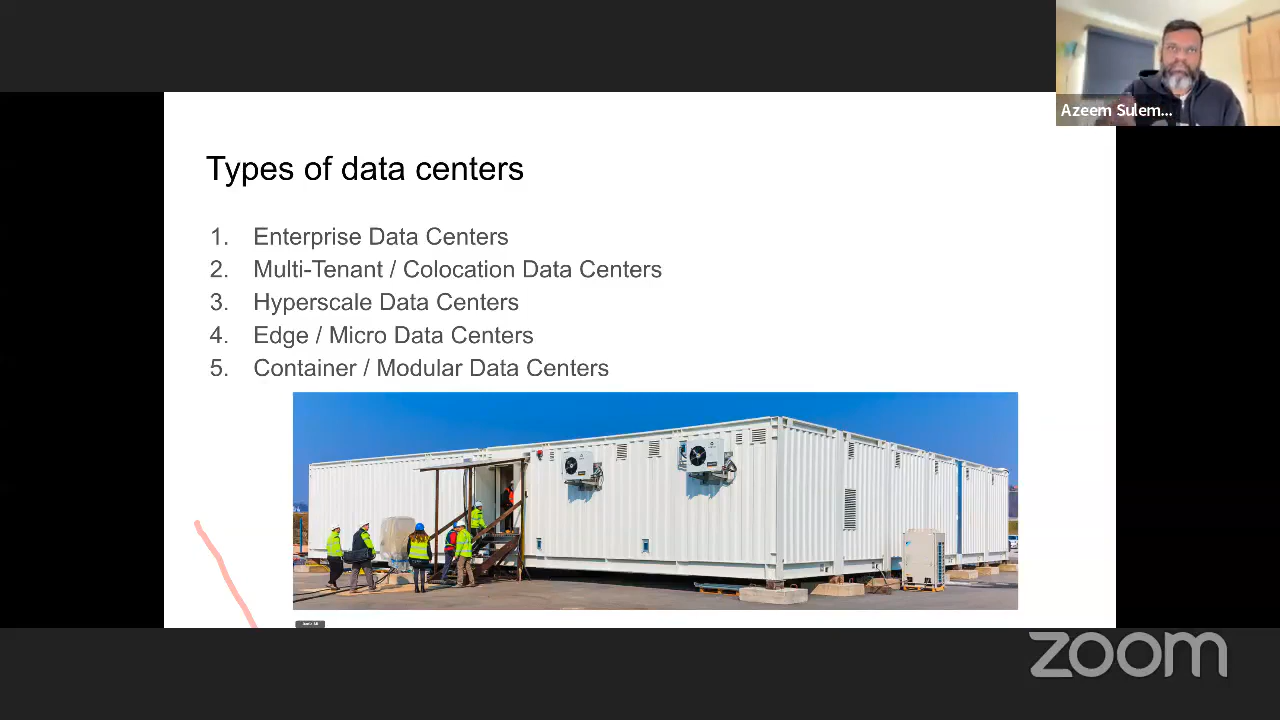 Azeem Sulem...
Types of data centers
1. Enterprise Data Centers
2. Multi-Tenant / Colocation Data Centers
3. Hyperscale Data Centers
4. Edge / Micro Data Centers
5. Container / Modular Data Centers
zoom